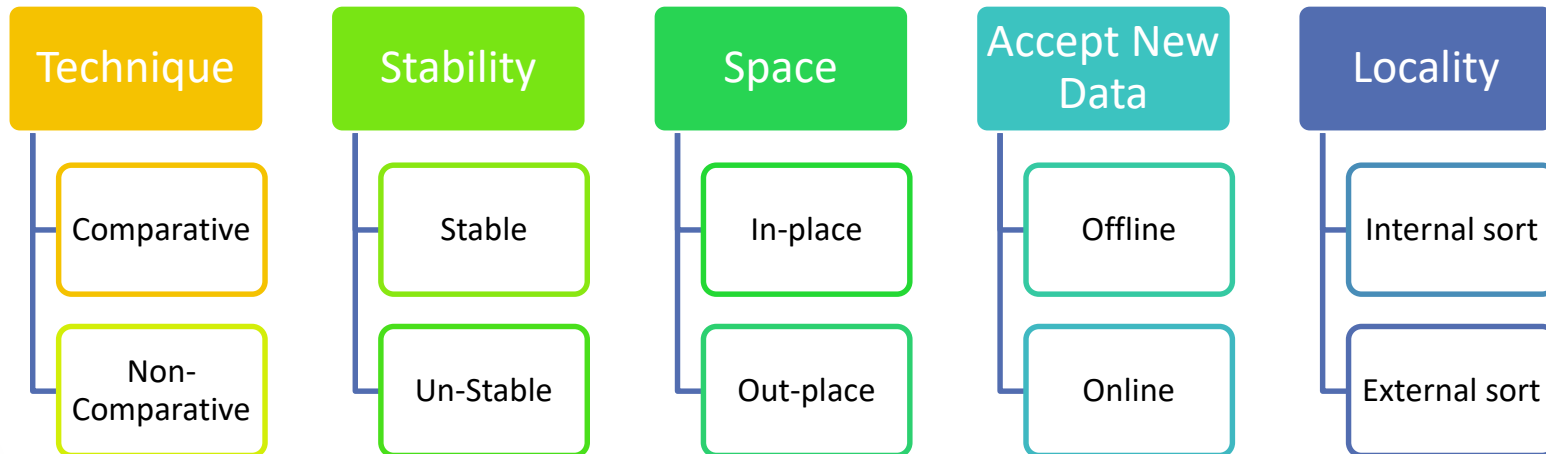 Technique
Comparative
Non-
Comparative
Stability
Stable
Un-Stable
Space
In-place
Out-place
Accept New
Data
Offline
Online
Locality
Internal sort
External sort